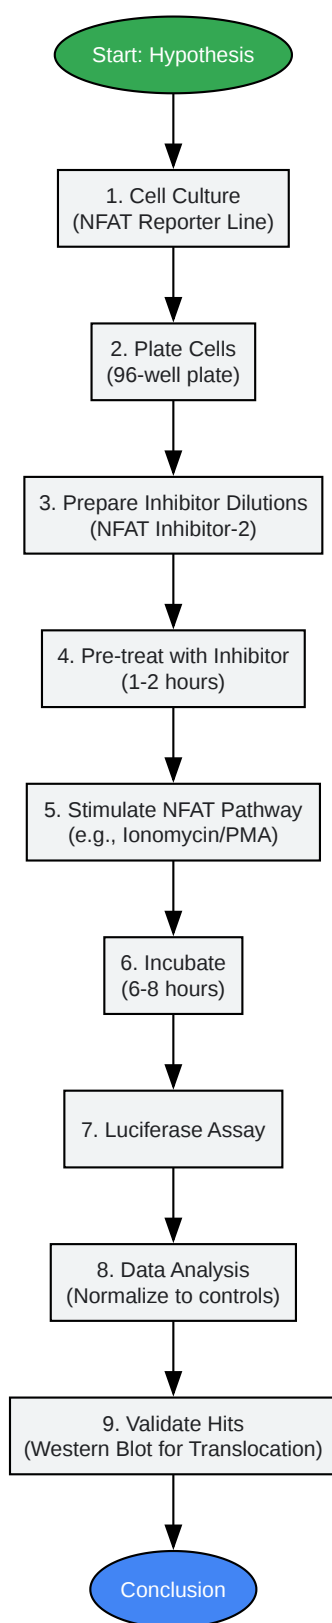 Start: Hypothesis
1. Cell Culture
(NFAT Reporter Line)
2. Plate Cells
(96-well plate)
3. Prepare Inhibitor Dilutions
(NFAT Inhibitor-2)
4. Pre-treat with Inhibitor
(1-2 hours)
5. Stimulate NFAT Pathway
(e.g., Ionomycin/PMA)
6. Incubate
(6-8 hours)
7. Luciferase Assay
8. Data Analysis
(Normalize to controls)
9. Validate Hits
(Western Blot for Translocation)
Conclusion